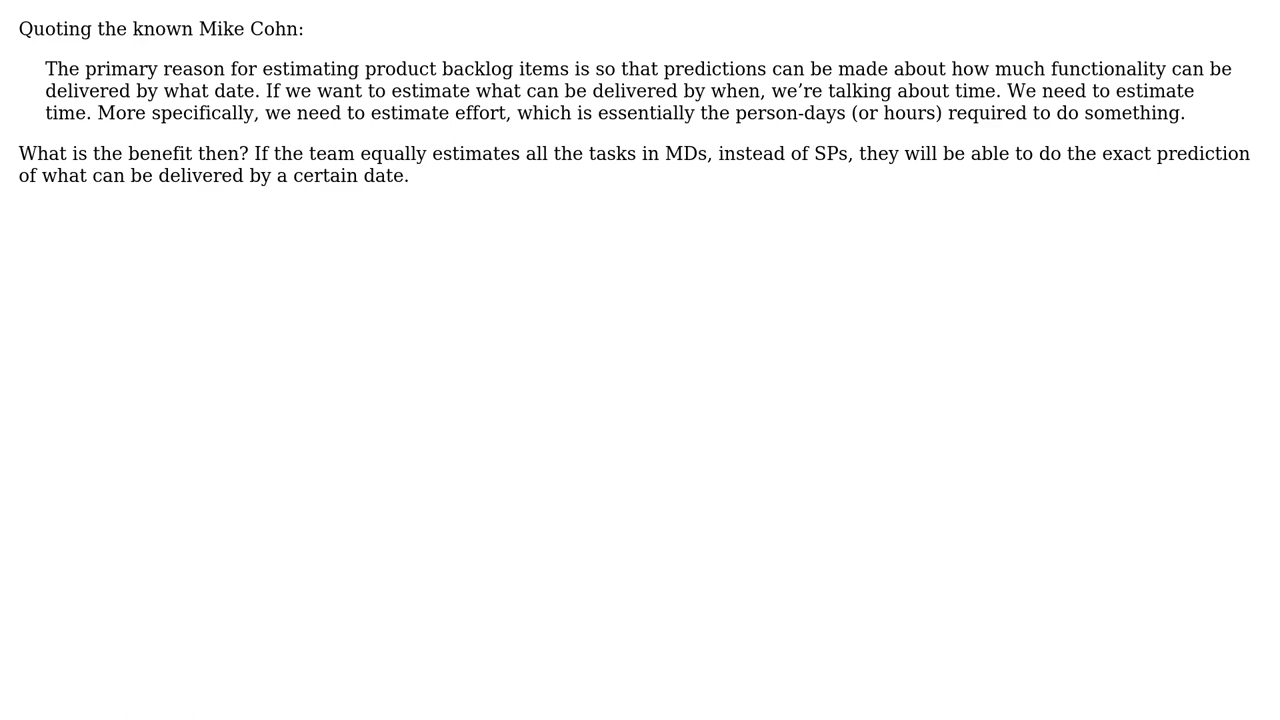 Quoting the known Mike Cohn:
The primary reason for estimating product backlog items is so that predictions can be made about how much functionality can be
delivered by what date. If we want to estimate what can be delivered by when, we’re talking about time. We need to estimate
time. More specifically, we need to estimate effort, which is essentially the person-days (or hours) required to do something.
What is the benefit then? If the team equally estimates all the tasks in MDs, instead of SPs, they will be able to do the exact prediction
of what can be delivered by a certain date.